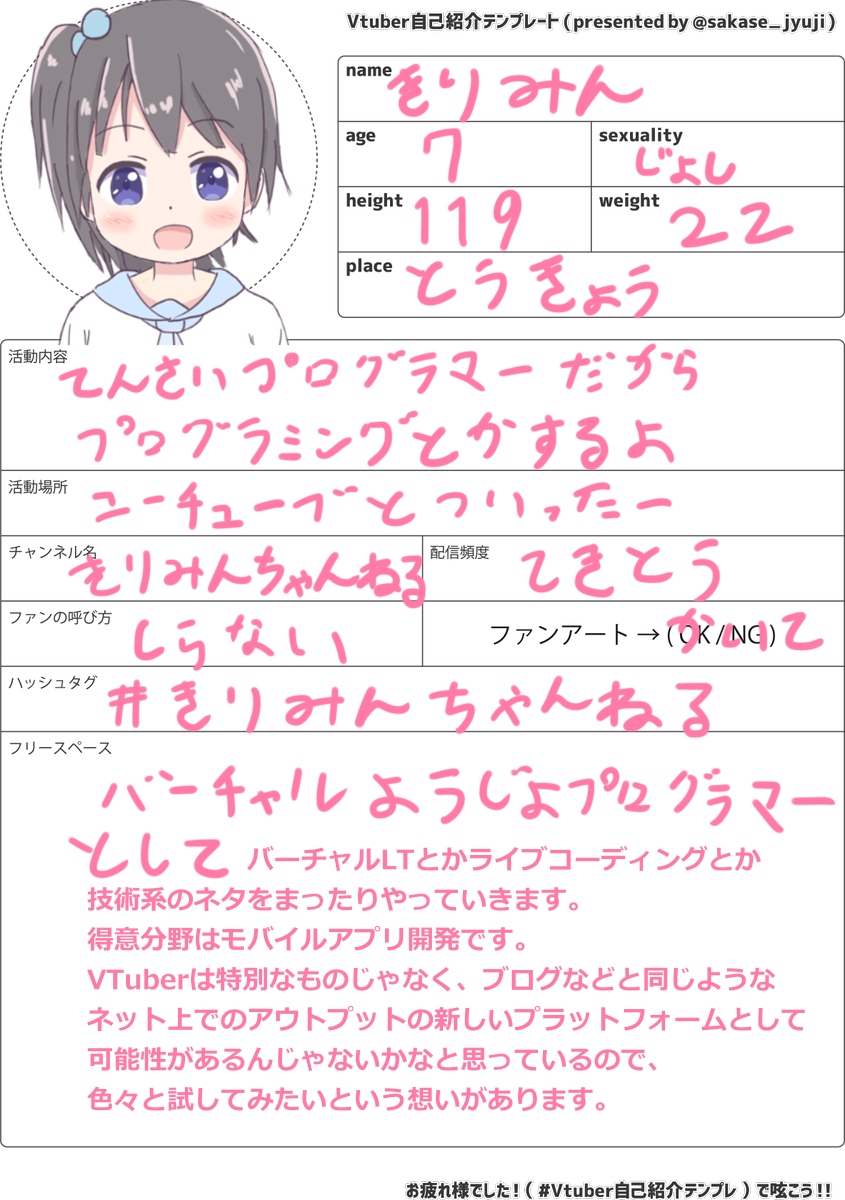 Vtuber自己紹介テンプレート ( presented by @sakase_jyuji )
name きりみん
age 7
sexuality じょし
height 119
weight 22
place とうきょう
活動内容 てんさいプログラマーだから
プログラミングとかするよ
活動場所 ユーチューブとついったー
チャンネル名 きりみんちゃんねる
配信頻度 てきとう
ファンの呼び方 しらない
ファンアート → ( OK / NG ) かいて
ハッシュタグ #きりみんちゃんねる
フリースペース
バーチャルようじょプログラマー
として バーチャルLTとかライブコーディングとか
技術系のネタをまったりやっていきます。
得意分野はモバイルアプリ開発です。
VTuberは特別なものじゃなく、ブログなどと同じような
ネット上でのアウトプットの新しいプラットフォームとして
可能性があるんじゃないかなと思っているので、
色々と試してみたいという想いがあります。
お疲れ様でした！( #Vtuber自己紹介テンプレ ) で呟こう！！